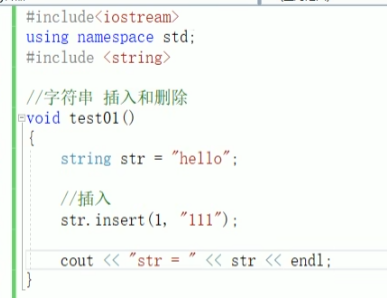 #include<iostream>
using namespace std;
#include <string>
//字符串 插入和删除
void test01()
{
string str = "hello";
//插入
str.insert(1, "111");
cout << "str = " << str << endl;
}